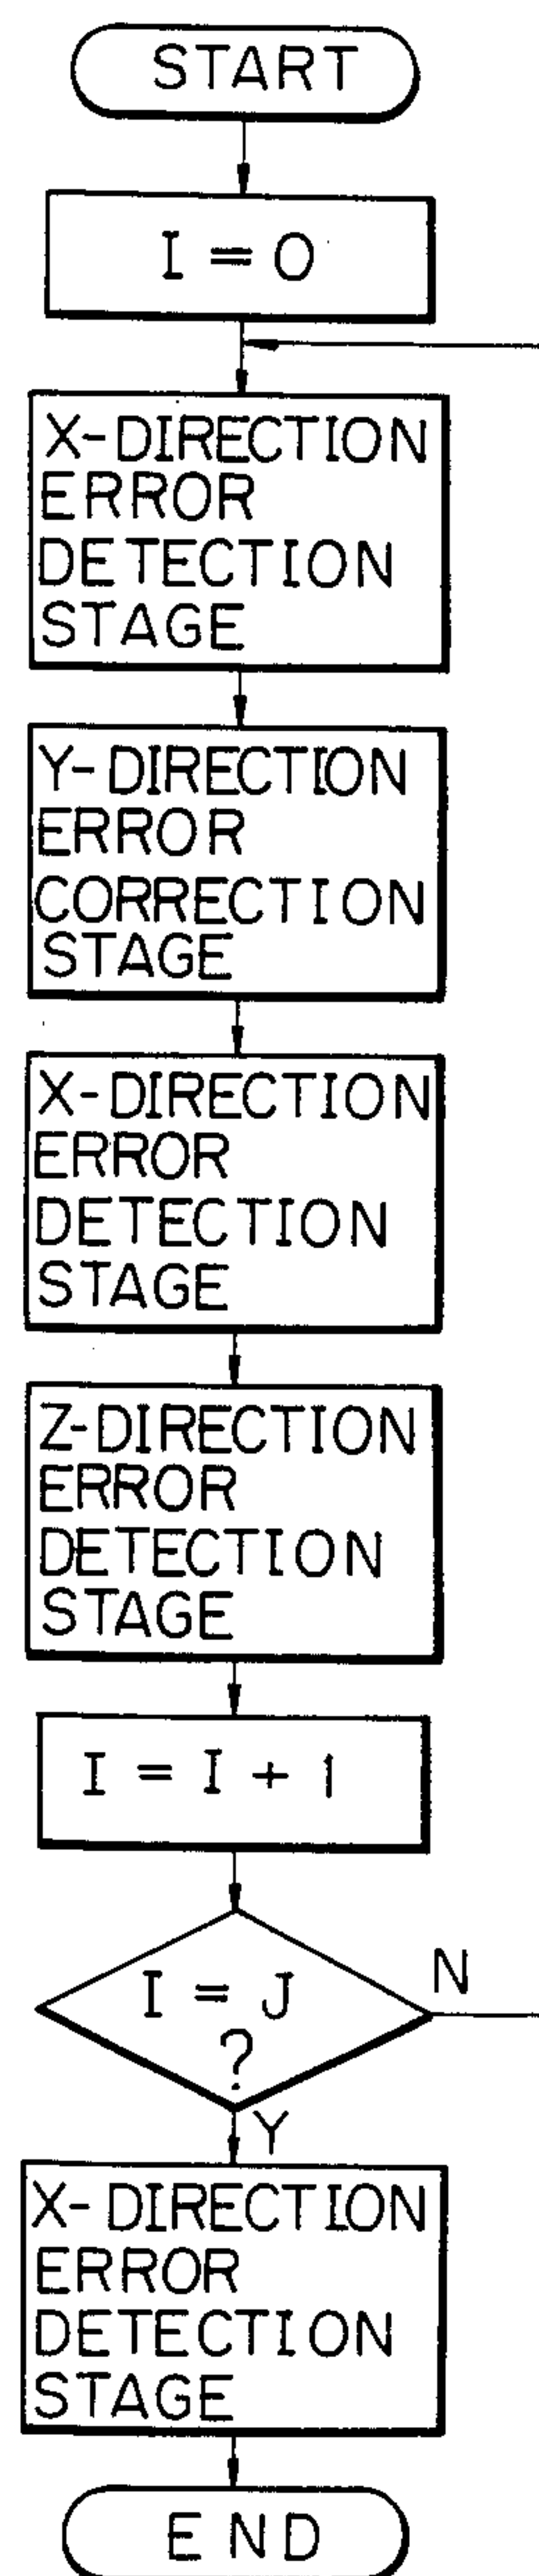 START
I = 0
X-DIRECTION
ERROR
DETECTION
STAGE
Y-DIRECTION
ERROR
CORRECTION
STAGE
X-DIRECTION
ERROR
DETECTION
STAGE
Z-DIRECTION
ERROR
DETECTION
STAGE
I = I + 1
I = J
?
N
Y
X-DIRECTION
ERROR
DETECTION
STAGE
END